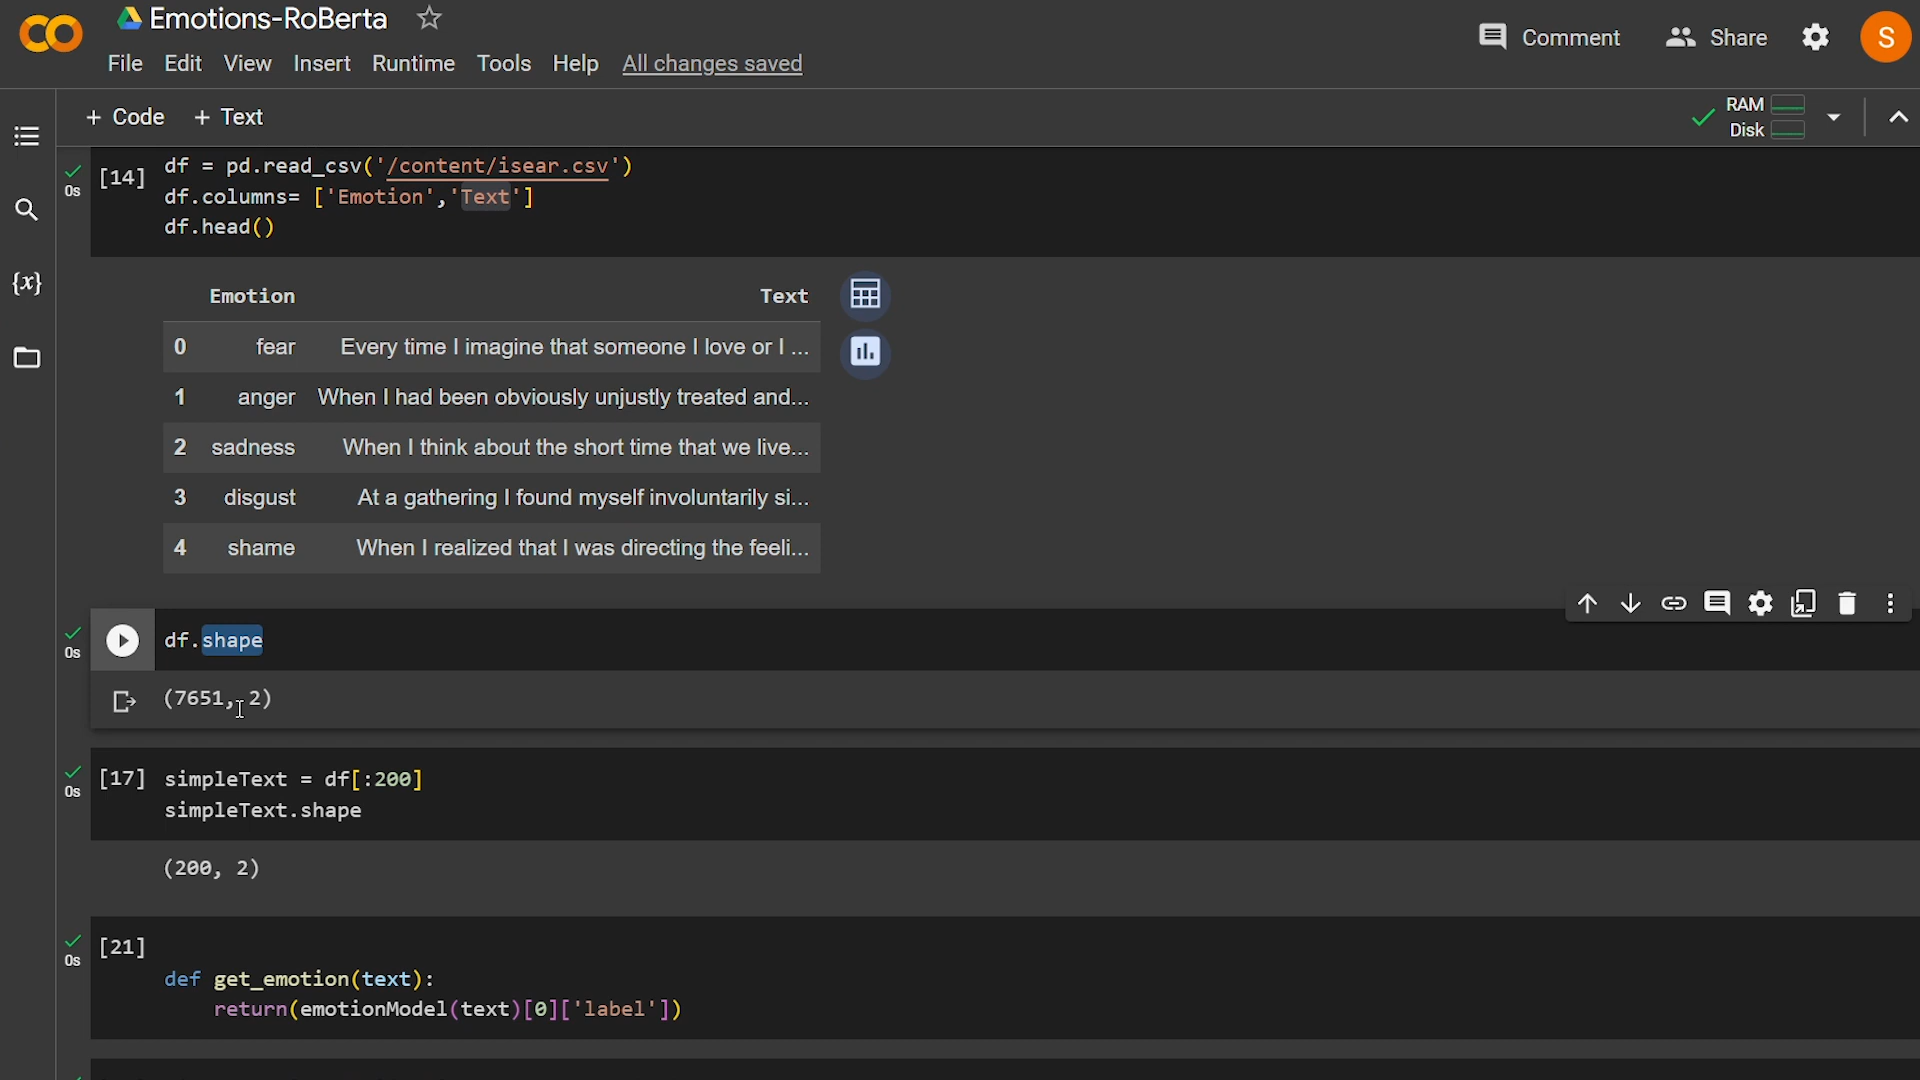 Emotions-RoBerta
File Edit View Insert Runtime Tools Help All changes saved
Comment Share S
+ Code + Text
RAM
Disk
[14] df = pd.read_csv('/content/isear.csv')
0s
df.columns= ['Emotion','Text']
df.head()
{x}
Emotion Text
0 fear Every time I imagine that someone I love or I ...
1 anger When I had been obviously unjustly treated and...
2 sadness When I think about the short time that we live...
3 disgust At a gathering I found myself involuntarily si...
4 shame When I realized that I was directing the feeli...
df.shape
0s
(7651, 2)
[17] simpleText = df[:200]
0s
simpleText.shape
(200, 2)
[21]
0s
def get_emotion(text):
return(emotionModel(text)[0]['label'])